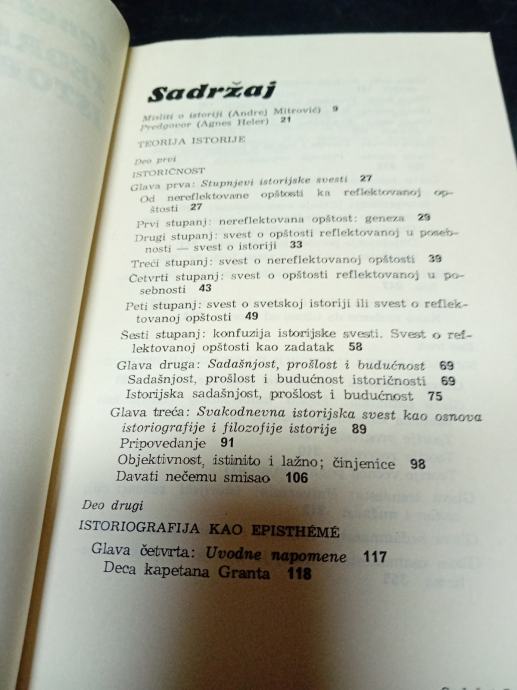 Sadržaj
Misliti o istoriji (Andrej Mitrović) 9
Predgovor (Agnes Heler) 21
TEORIJA ISTORIJE
Deo prvi
ISTORIČNOST
Glava prva: Stupnjevi istorijske svesti 27
Od nereflektovane opštosti ka reflektovanoj op-
štosti 27
Prvi stupanj: nereflektovana opštost: geneza 29
Drugi stupanj: svest o opštosti reflektovanoj u poseb-
nosti — svest o istoriji 33
Treći stupanj: svest o nereflektovanoj opštosti 39
Četvrti stupanj: svest o opštosti reflektovanoj u po-
sebnosti 43
Peti stupanj: svest o svetskoj istoriji ili svest o reflek-
tovanoj opštosti 49
Šesti stupanj: konfuzija istorijske svesti. Svest o ref-
lektovanoj opštosti kao zadatak 58
Glava druga: Sadašnjost, prošlost i budućnost 69
Sadašnjost, prošlost i budućnost istoričnosti 69
Istorijska sadašnjost, prošlost i budućnost 75
Glava treća: Svakodnevna istorijska svest kao osnova
istoriografije i filozofije istorije 89
Pripovedanje 91
Objektivnost, istinito i lažno; činjenice 98
Davati nečemu smisao 106
Deo drugi
ISTORIOGRAFIJA KAO EPISTHÉMÉ
Glava četvrta: Uvodne napomene 117
Deca kapetana Granta 118